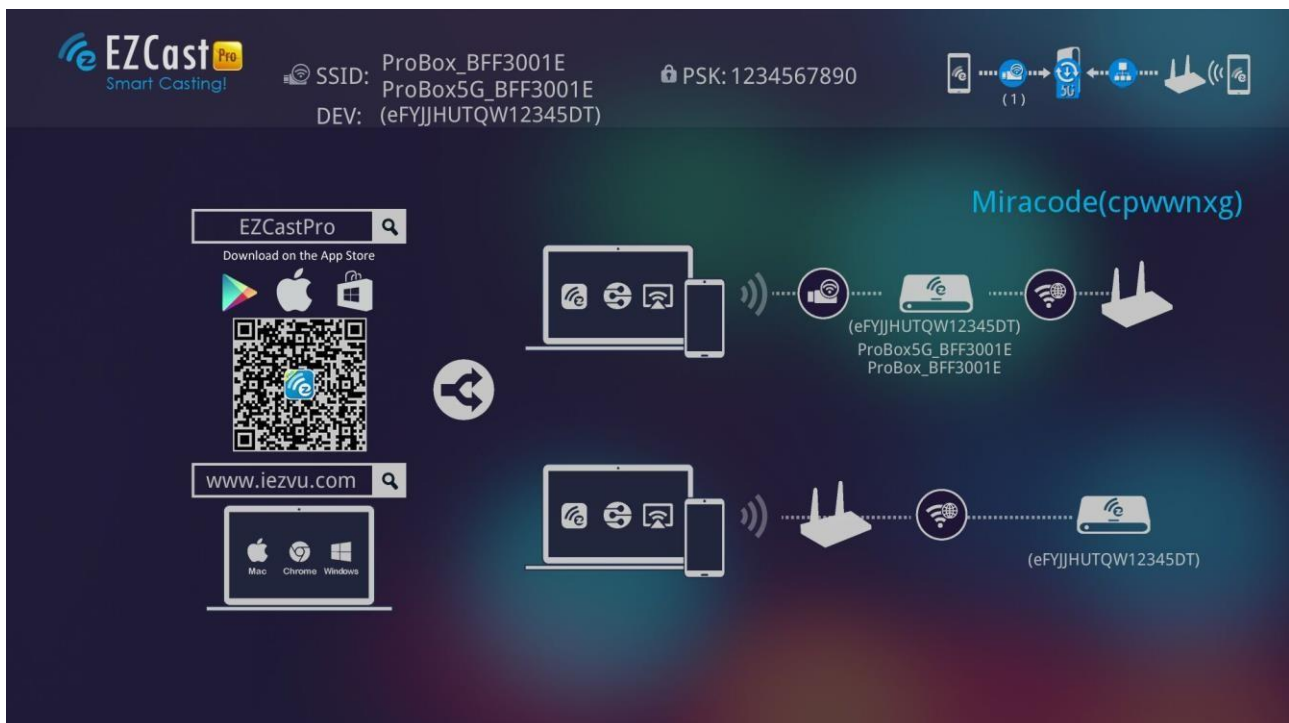 EZCast Pro
Smart Casting!
SSID: ProBox_BFF3001E
ProBox5G_BFF3001E
DEV: (eFYJJHUTQW12345DT)
PSK: 1234567890
(1)
5G
Miracode(cpwwnxg)
EZCastPro
Download on the App Store
www.iezvu.com
Mac Chrome Windows
(eFYJJHUTQW12345DT)
ProBox5G_BFF3001E
ProBox_BFF3001E
(eFYJJHUTQW12345DT)